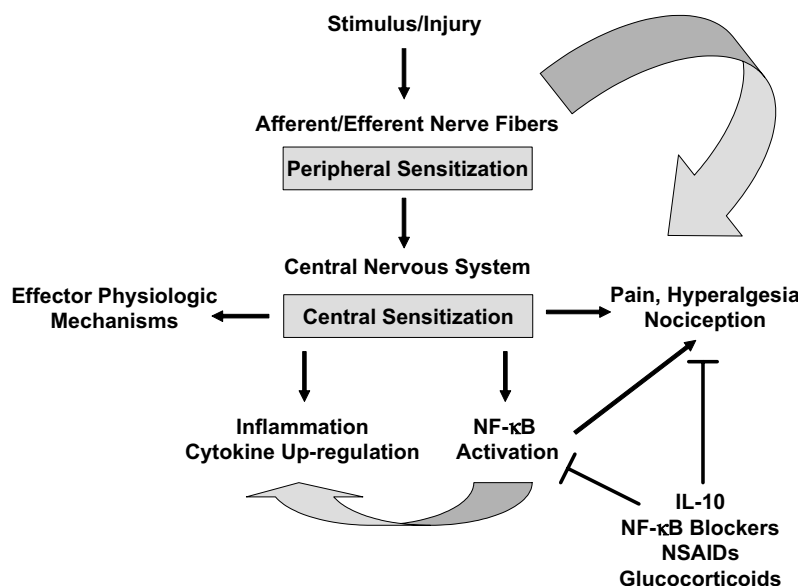 Stimulus/Injury
Afferent/Efferent Nerve Fibers
Peripheral Sensitization
Central Nervous System
Effector Physiologic
Mechanisms
Central Sensitization
Pain, Hyperalgesia
Nociception
Inflammation
Cytokine Up-regulation
NF-κB
Activation
IL-10
NF-κB Blockers
NSAIDs
Glucocorticoids